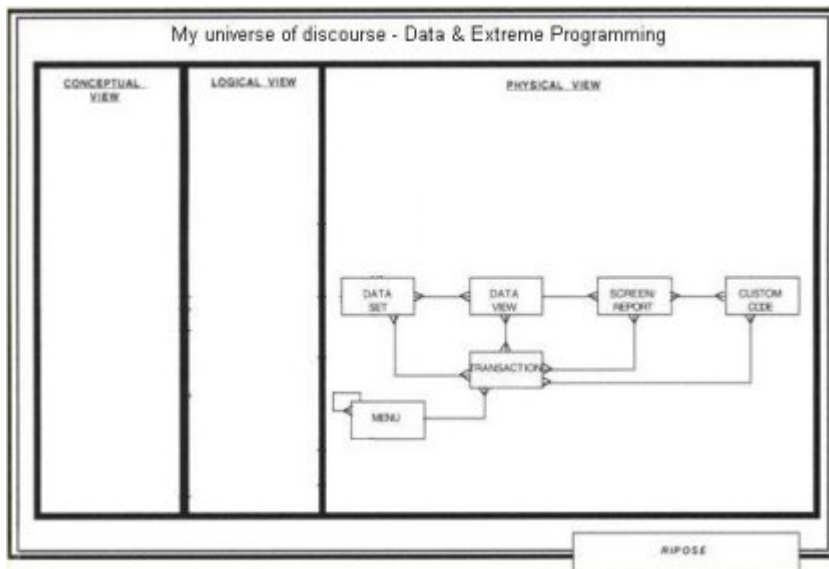 My universe of discourse - Data & Extreme Programming
CONCEPTUAL
VIEW
LOGICAL VIEW
PHYSICAL VIEW
DATA
SET
DATA
VIEW
SCREEN/
REPORT
CUSTOM
CODE
TRANSACTION
MENU
RIPOSE